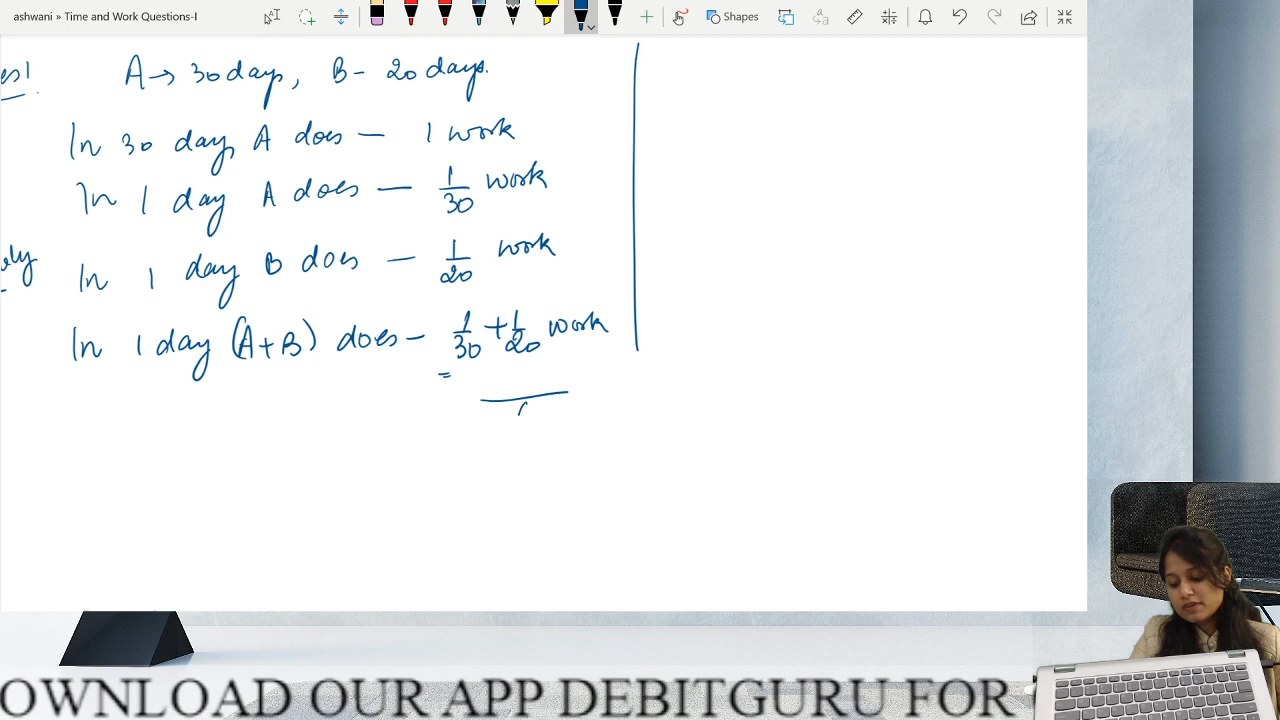 ashwani » Time and Work Questions-I
Shapes
es!
A → 30 days, B - 20 days.
In 30 day, A does — 1 work
In 1 day A does — 1/30 work
ely
In 1 day B does — 1/20 work
In 1 day (A+B) does — 1/30 + 1/20 work
=
OWNLOAD OUR APP DEBITGURU FOR